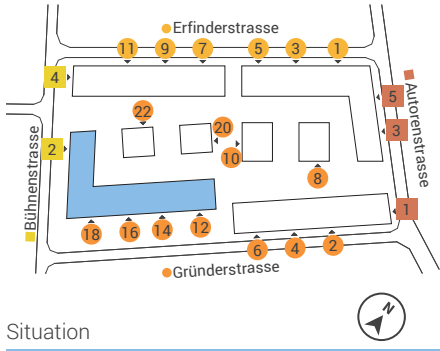 Erfinderstrasse
11 9 7 5 3 1
4
5
Autorenstrasse
22
20
3
2
10
8
Bühnenstrasse
1
18 16 14 12
6 4 2
Gründerstrasse
N
Situation